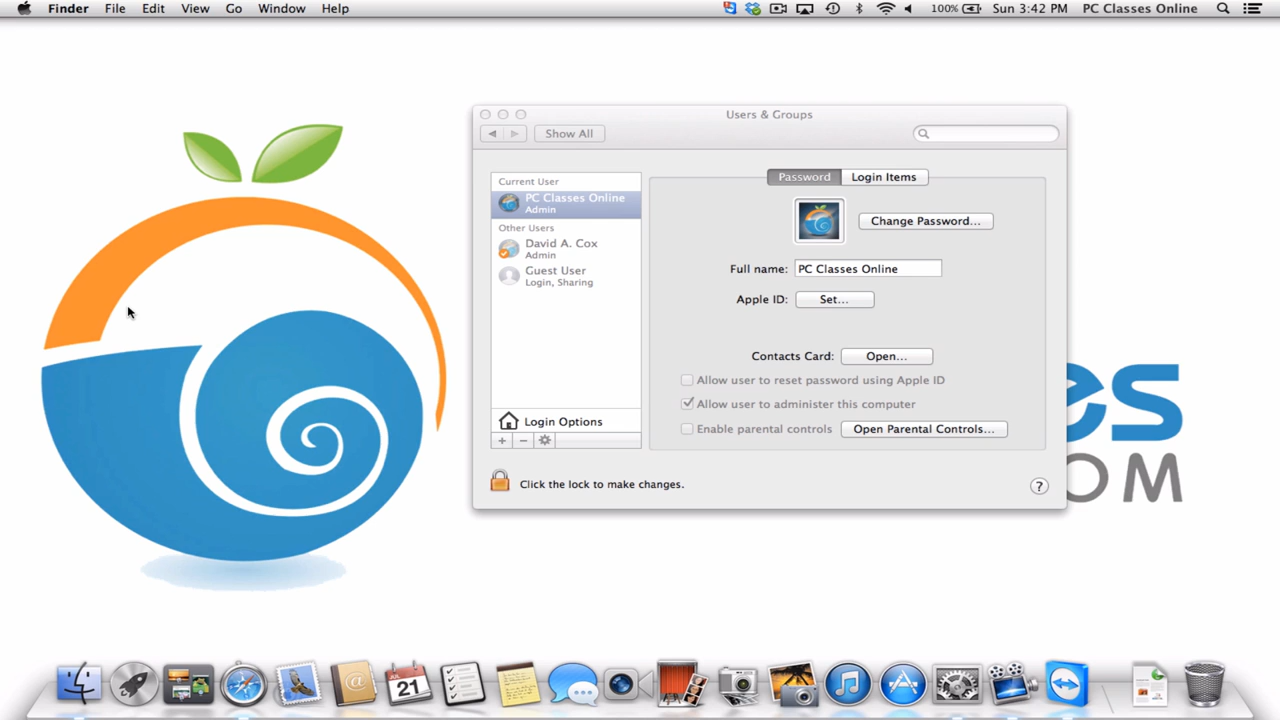 Finder File Edit View Go Window Help 100% Sun 3:42 PM PC Classes Online
Users & Groups
Show All
Current User
PC Classes Online
Admin
Other Users
David A. Cox
Admin
Guest User
Login, Sharing
Login Options
+ −
Click the lock to make changes.
Password Login Items
Change Password...
Full name: PC Classes Online
Apple ID: Set...
Contacts Card: Open...
Allow user to reset password using Apple ID
Allow user to administer this computer
Enable parental controls Open Parental Controls...
?
es
OM
JUL
21